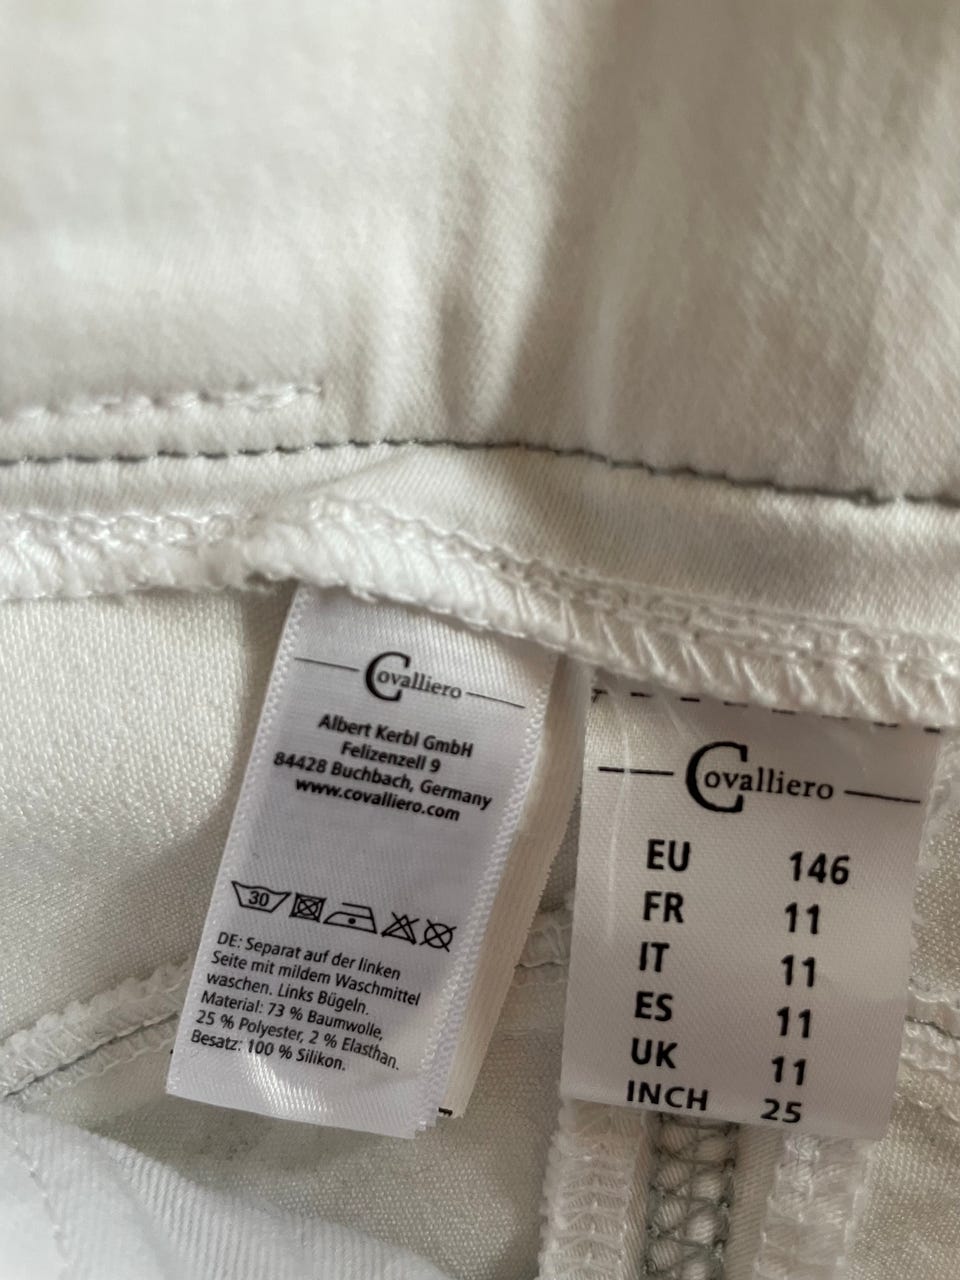 Covalliero
Albert Kerbl GmbH
Felizenzell 9
84428 Buchbach, Germany
www.covalliero.com
30
DE: Separat auf der linken
Seite mit mildem Waschmittel
waschen. Links Bügeln.
Material: 73 % Baumwolle,
25 % Polyester, 2 % Elasthan.
Besatz: 100 % Silikon.
Covalliero
EU 146
FR 11
IT 11
ES 11
UK 11
INCH 25